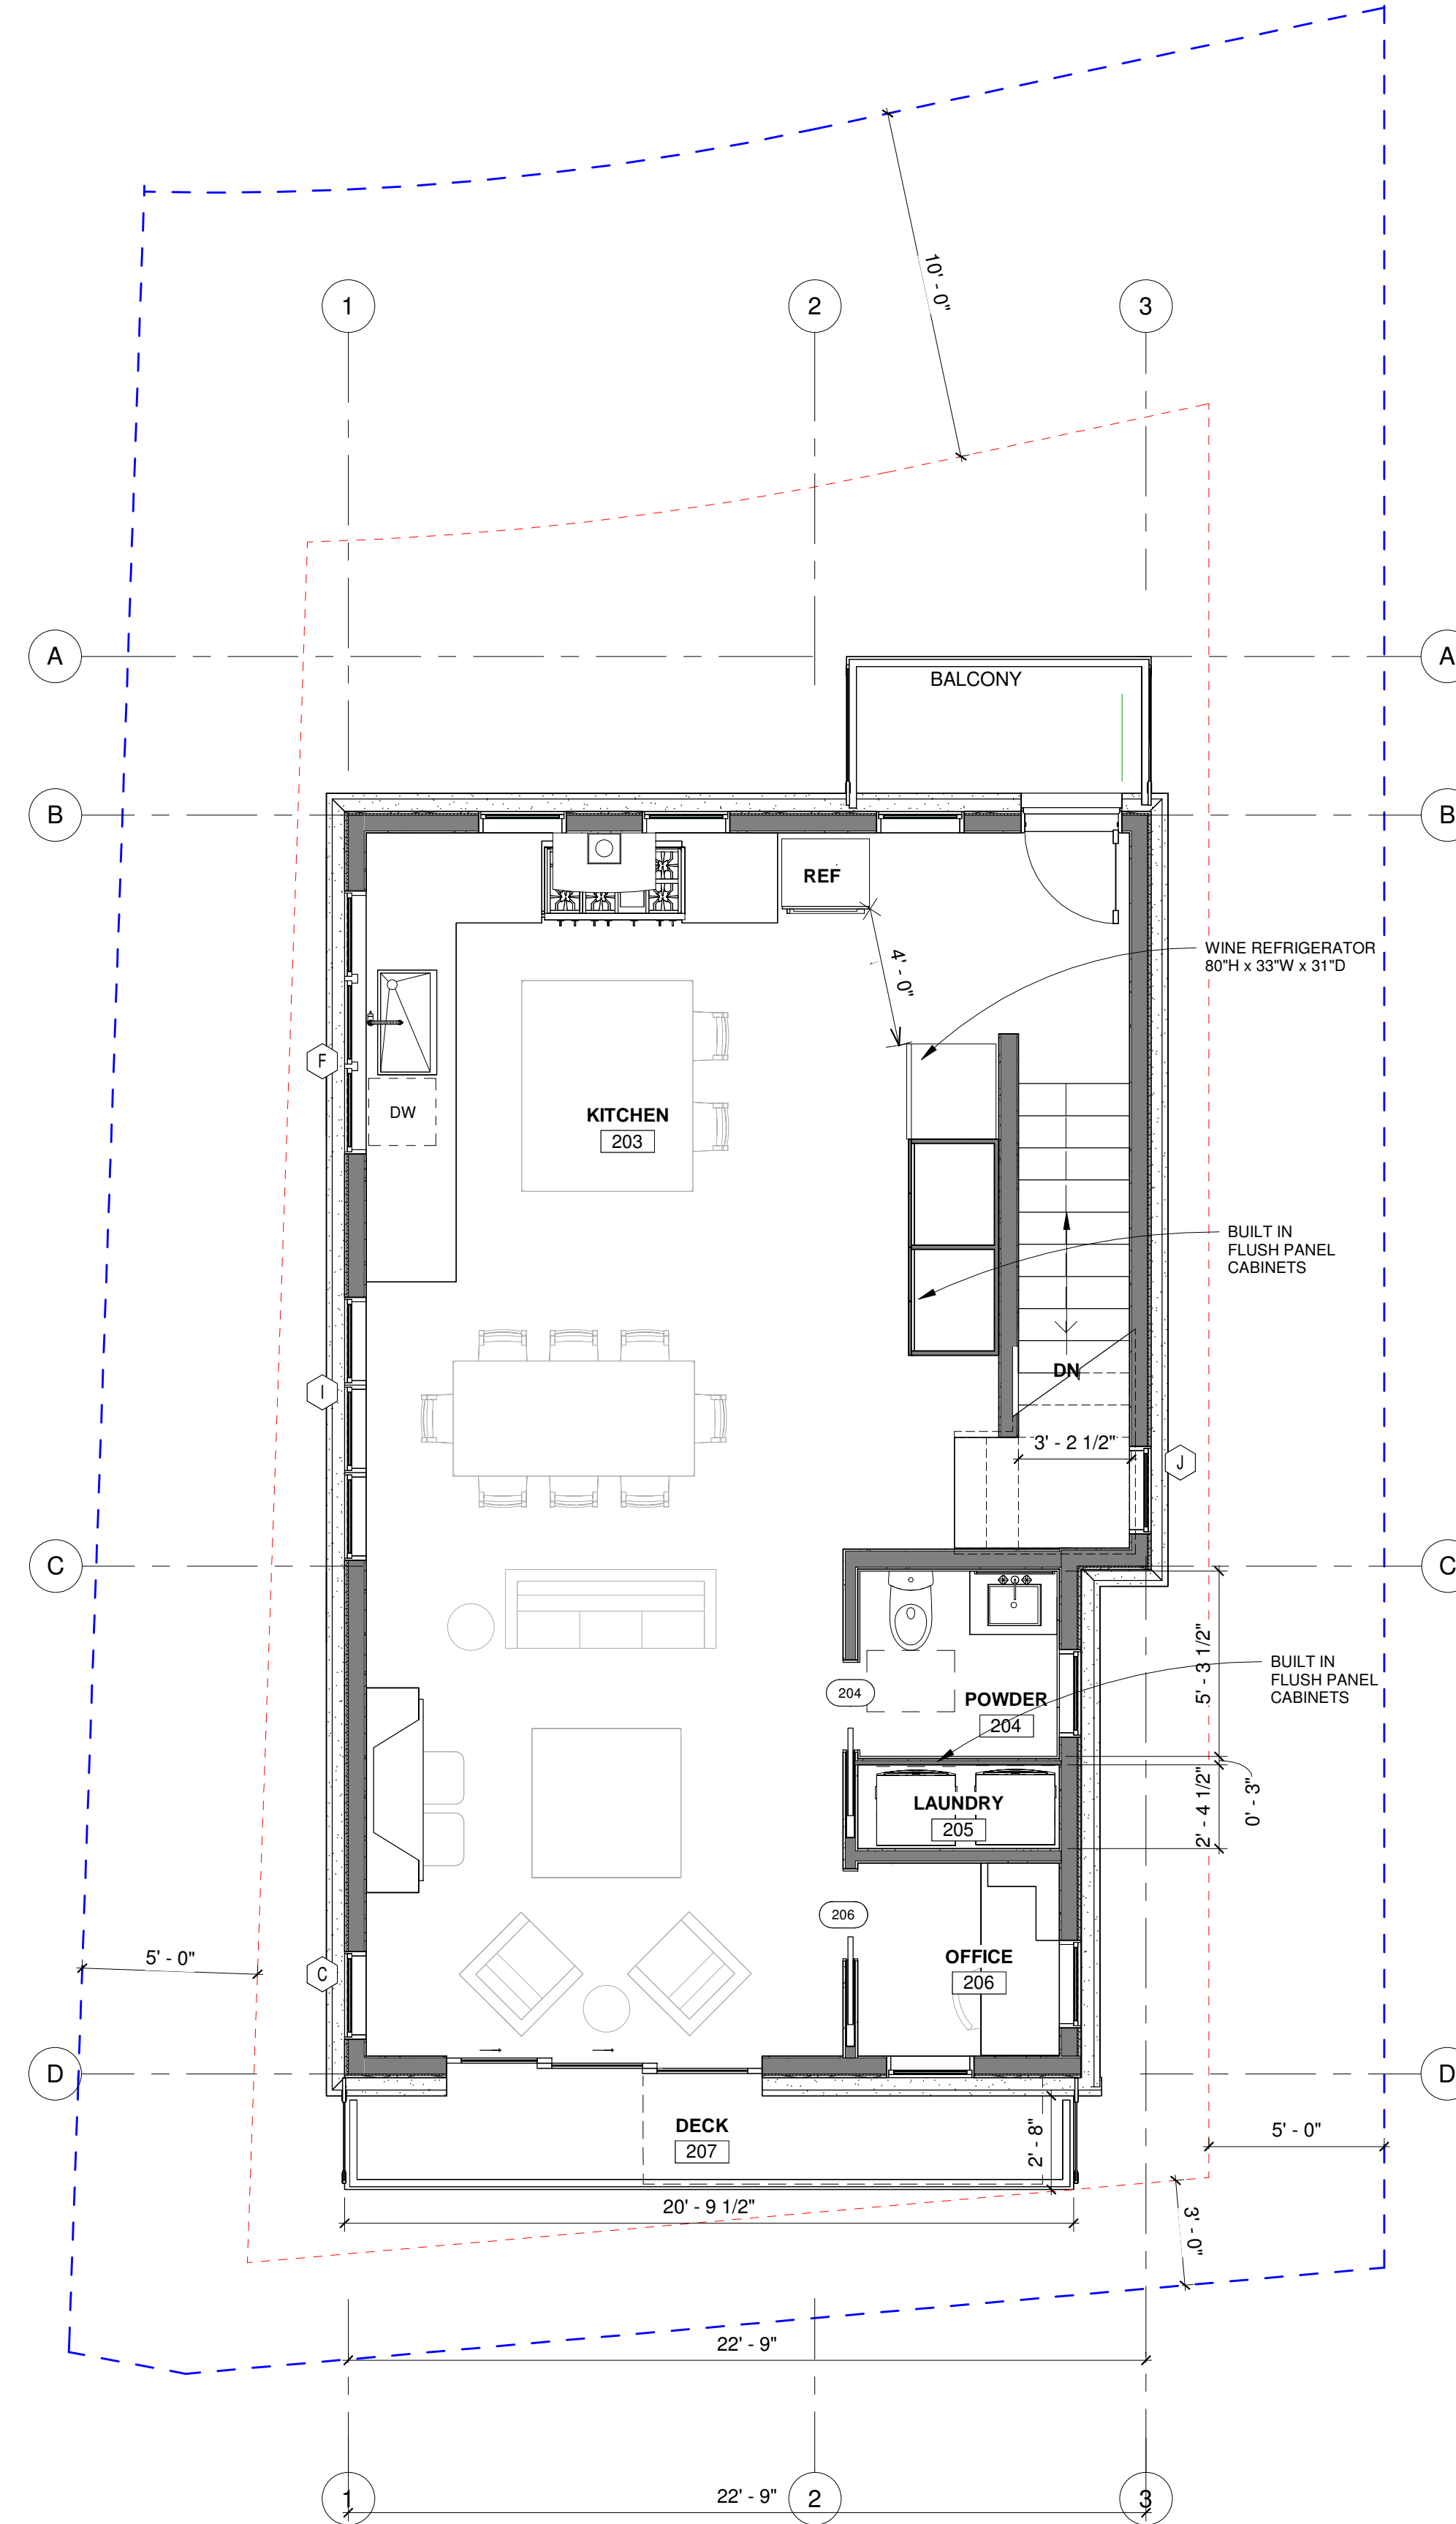 10' - 0"
1
2
3
A
A
BALCONY
B
B
REF
4' - 0"
WINE REFRIGERATOR
80"H x 33"W x 31"D
F
DW
KITCHEN
203
BUILT IN
FLUSH PANEL
CABINETS
I
DN
3' - 2 1/2"
J
C
C
5' - 3 1/2"
BUILT IN
FLUSH PANEL
CABINETS
204
POWDER
204
LAUNDRY
205
2' - 4 1/2"
0' - 3"
206
OFFICE
206
5' - 0"
C
D
D
DECK
207
2' - 8"
5' - 0"
20' - 9 1/2"
3' - 0"
22' - 9"
22' - 9"
1
2
3